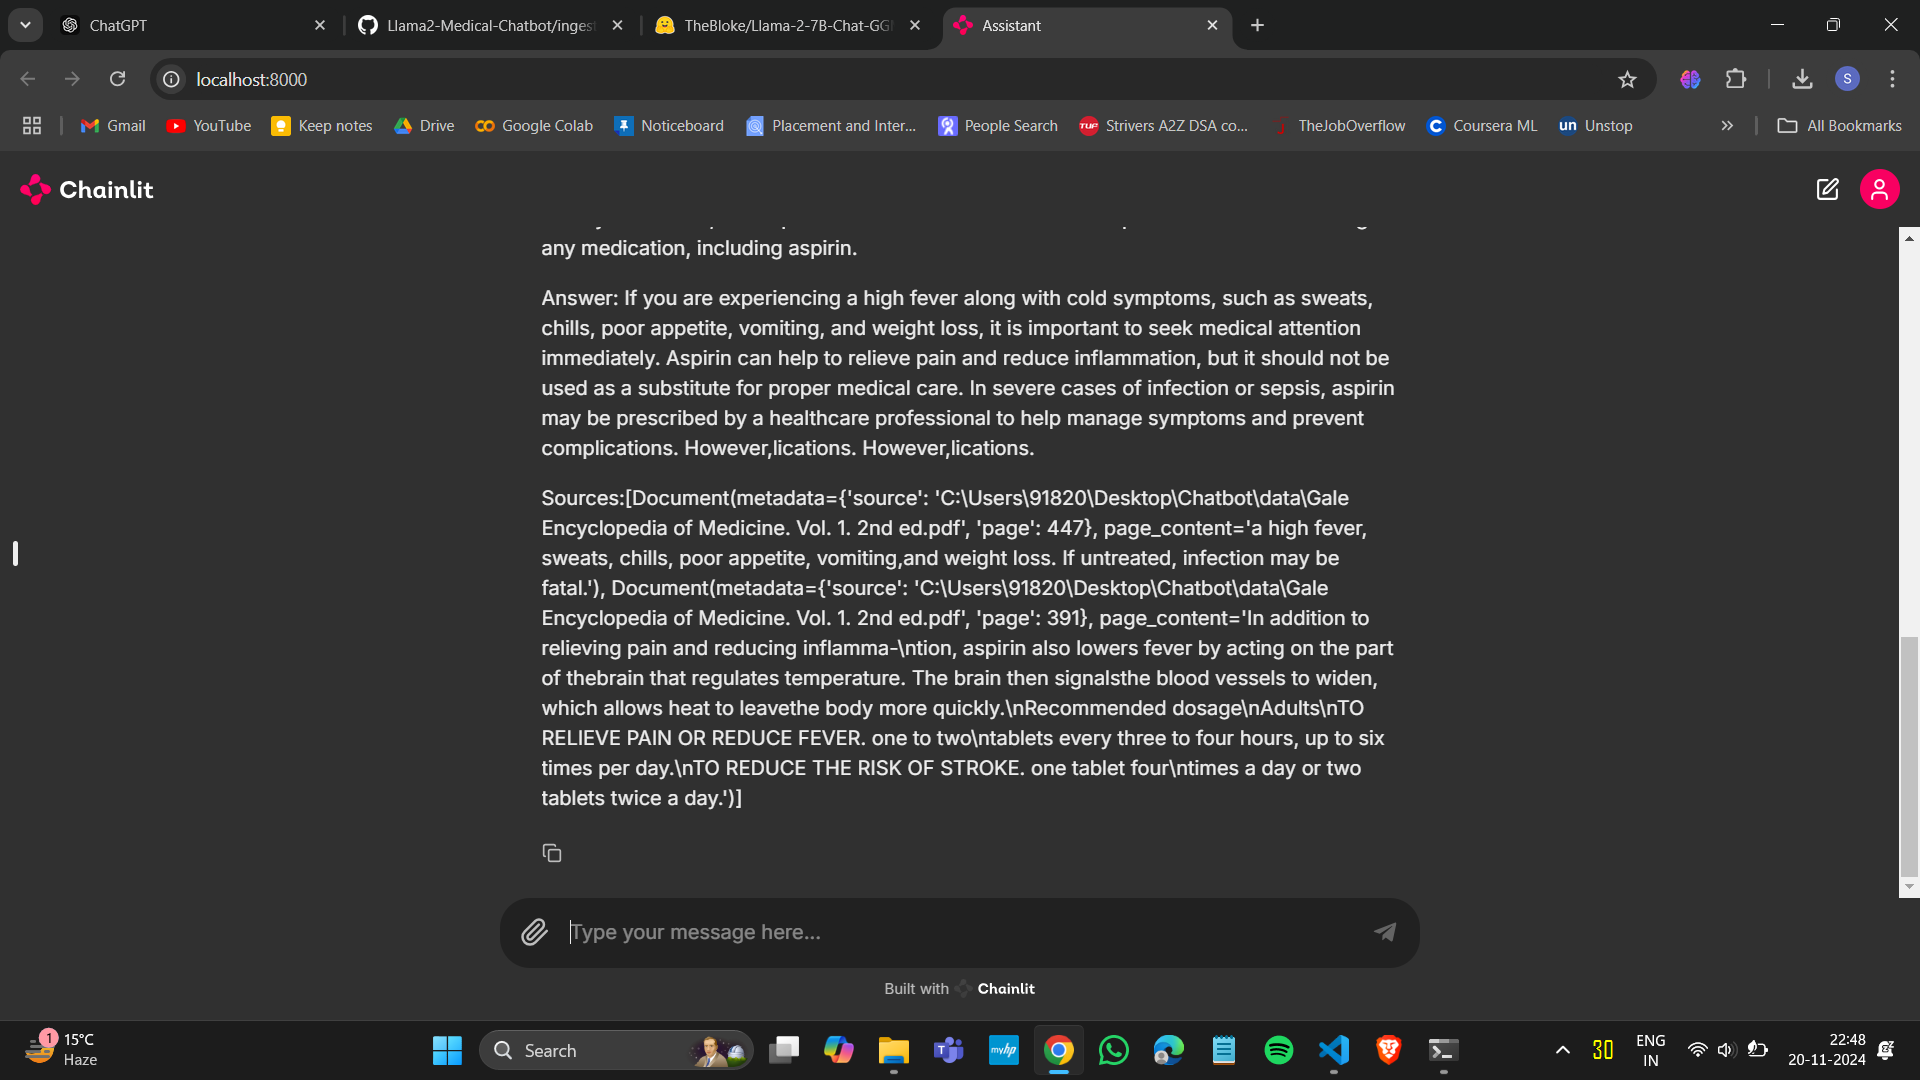 ChatGPT
Llama2-Medical-Chatbot/inges
TheBloke/Llama-2-7B-Chat-GG
Assistant
localhost:8000
S
Gmail
YouTube
Keep notes
Drive
Google Colab
Noticeboard
Placement and Inter...
People Search
TUF
Strivers A2Z DSA co...
TheJobOverflow
C
Coursera ML
un
Unstop
All Bookmarks
Chainlit
any medication, including aspirin.
Answer: If you are experiencing a high fever along with cold symptoms, such as sweats,
chills, poor appetite, vomiting, and weight loss, it is important to seek medical attention
immediately. Aspirin can help to relieve pain and reduce inflammation, but it should not be
used as a substitute for proper medical care. In severe cases of infection or sepsis, aspirin
may be prescribed by a healthcare professional to help manage symptoms and prevent
complications. However,lications. However,lications.
Sources:[Document(metadata={'source': 'C:\Users\91820\Desktop\Chatbot\data\Gale
Encyclopedia of Medicine. Vol. 1. 2nd ed.pdf', 'page': 447}, page_content='a high fever,
sweats, chills, poor appetite, vomiting,and weight loss. If untreated, infection may be
fatal.'), Document(metadata={'source': 'C:\Users\91820\Desktop\Chatbot\data\Gale
Encyclopedia of Medicine. Vol. 1. 2nd ed.pdf', 'page': 391}, page_content='In addition to
relieving pain and reducing inflamma-\ntion, aspirin also lowers fever by acting on the part
of thebrain that regulates temperature. The brain then signalsthe blood vessels to widen,
which allows heat to leavethe body more quickly.\nRecommended dosage\nAdults\nTO
RELIEVE PAIN OR REDUCE FEVER. one to two\ntablets every three to four hours, up to six
times per day.\nTO REDUCE THE RISK OF STROKE. one tablet four\ntimes a day or two
tablets twice a day.')]
Type your message here...
Built with Chainlit
1
15°C
Haze
Search
myhp
30
ENG
IN
22:48
20-11-2024